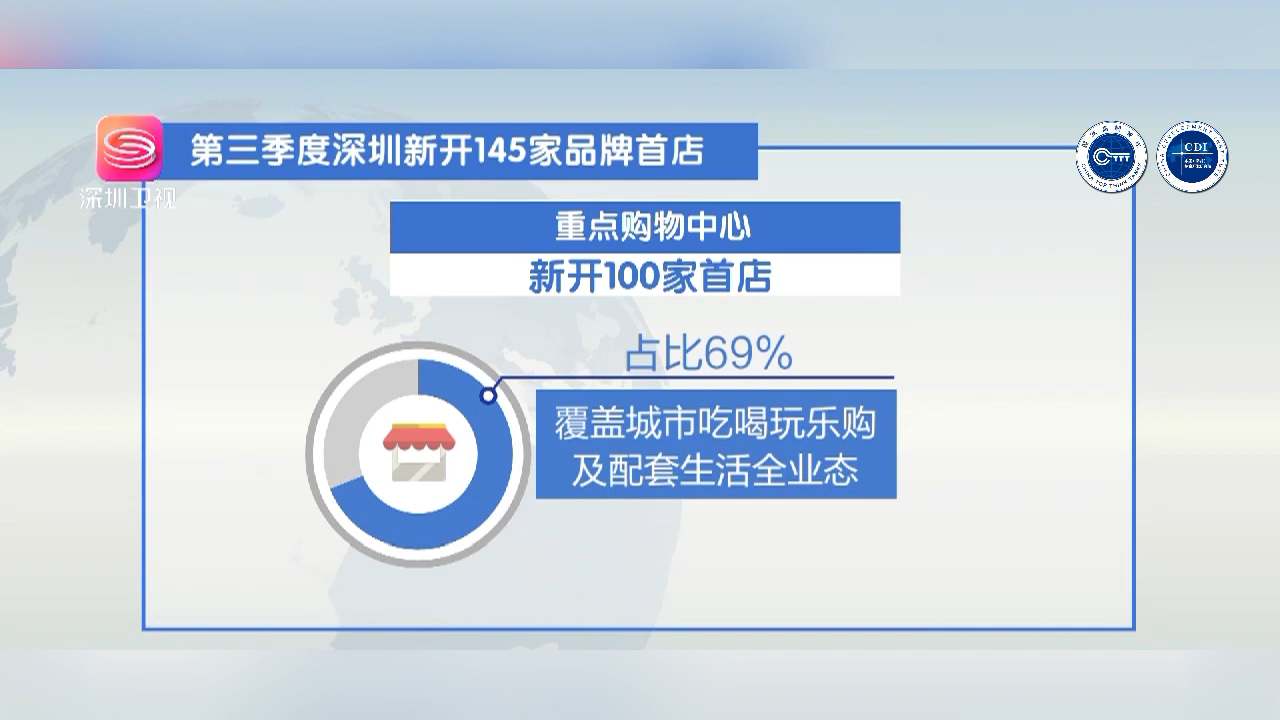 第三季度深圳新开145家品牌首店
深圳卫视
重点购物中心
新开100家首店
占比69%
覆盖城市吃喝玩乐购
及配套生活全业态
CDI